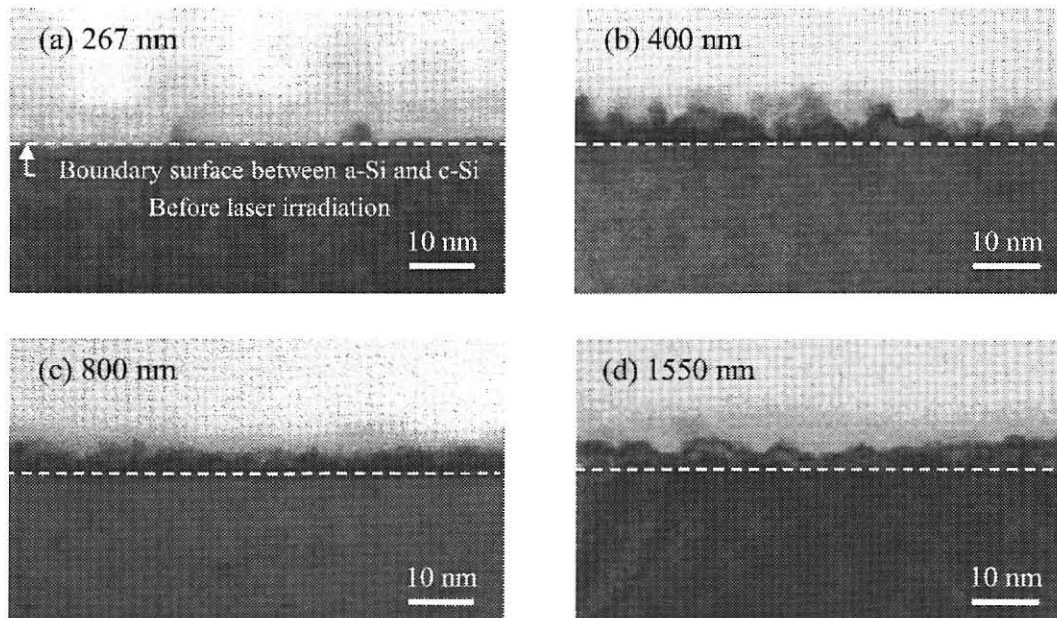 (a) 267 nm
(b) 400 nm
Boundary surface between a-Si and c-Si
Before laser irradiation
10 nm
10 nm
(c) 800 nm
(d) 1550 nm
10 nm
10 nm